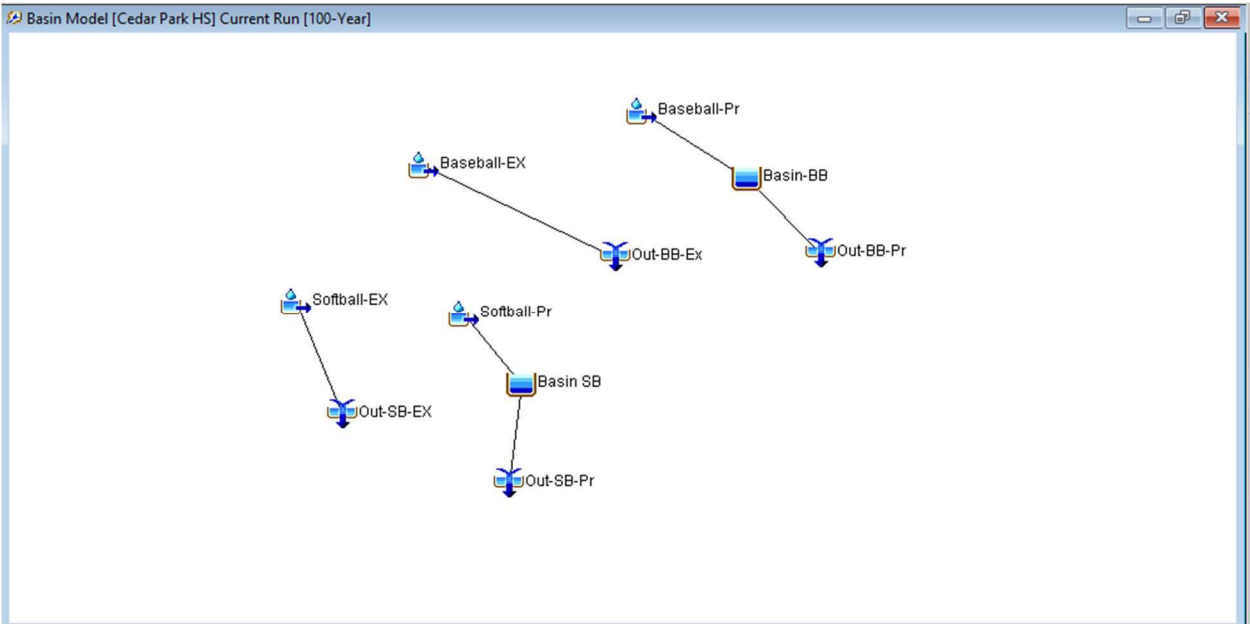 Basin Model [Cedar Park HS] Current Run [100-Year]
Baseball-Pr
Baseball-EX
Basin-BB
Out-BB-Ex
Out-BB-Pr
Softball-EX
Softball-Pr
Basin SB
Out-SB-EX
Out-SB-Pr